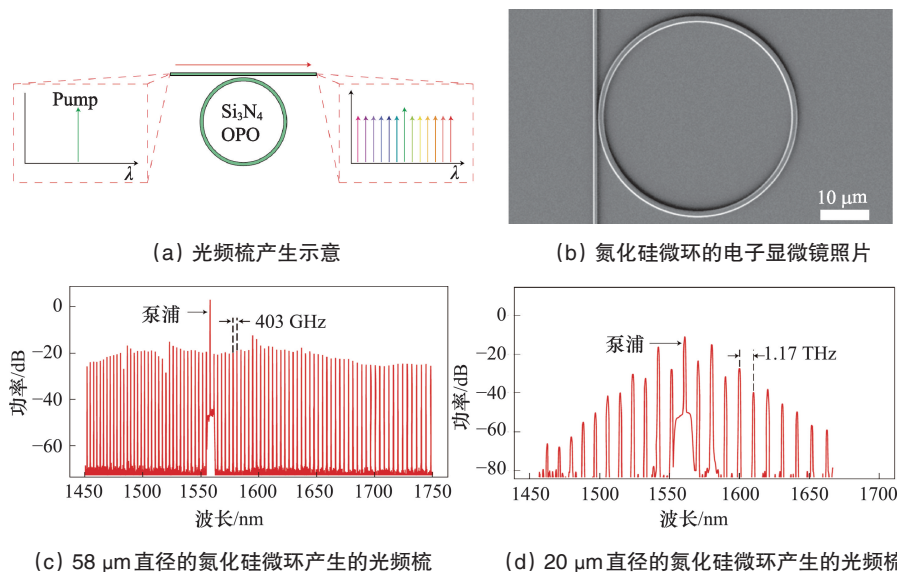 Pump
λ
Si₃N₄
OPO
λ
(a) 光频梳产生示意
10 μm
(b) 氮化硅微环的电子显微镜照片
功率/dB
0
−20
−40
−60
泵浦
403 GHz
1450 1500 1550 1600 1650 1700 1750
波长/nm
(c) 58 μm直径的氮化硅微环产生的光频梳
功率/dB
0
−20
−40
−60
−80
泵浦
1.17 THz
1450 1500 1550 1600 1650 1700
波长/nm
(d) 20 μm直径的氮化硅微环产生的光频梳